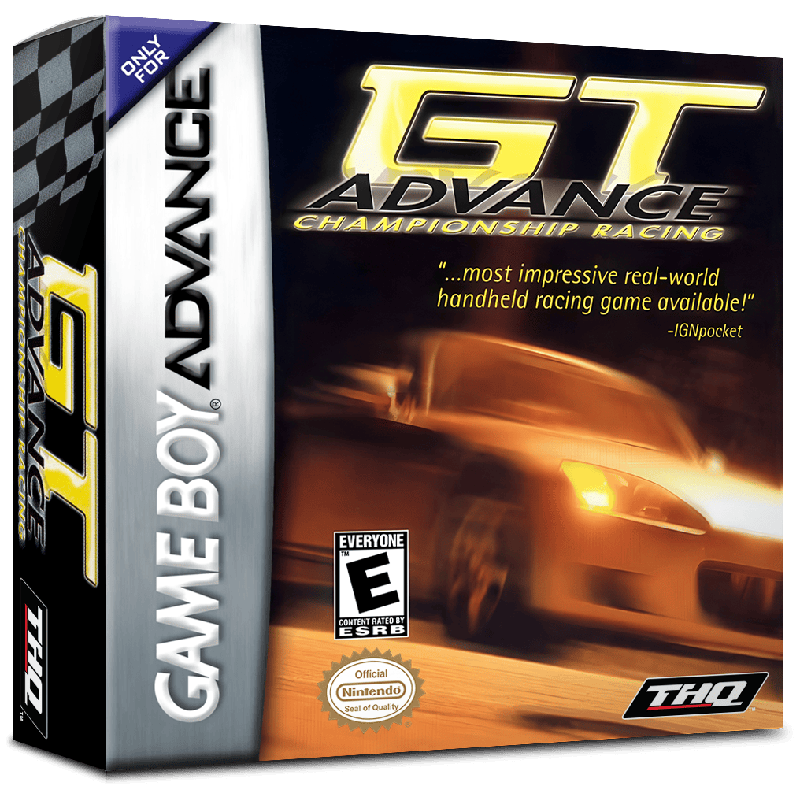 ONLY
FOR
GAME BOY ADVANCE
®
GT
ADVANCE
CHAMPIONSHIP RACING
"...most impressive real-world
handheld racing game available!"
-IGNpocket
EVERYONE
™
E
CONTENT RATED BY
ESRB
Official
Nintendo
Seal of Quality
THQ
GT
ADVANCE
CHAMPIONSHIP RACING
THQ